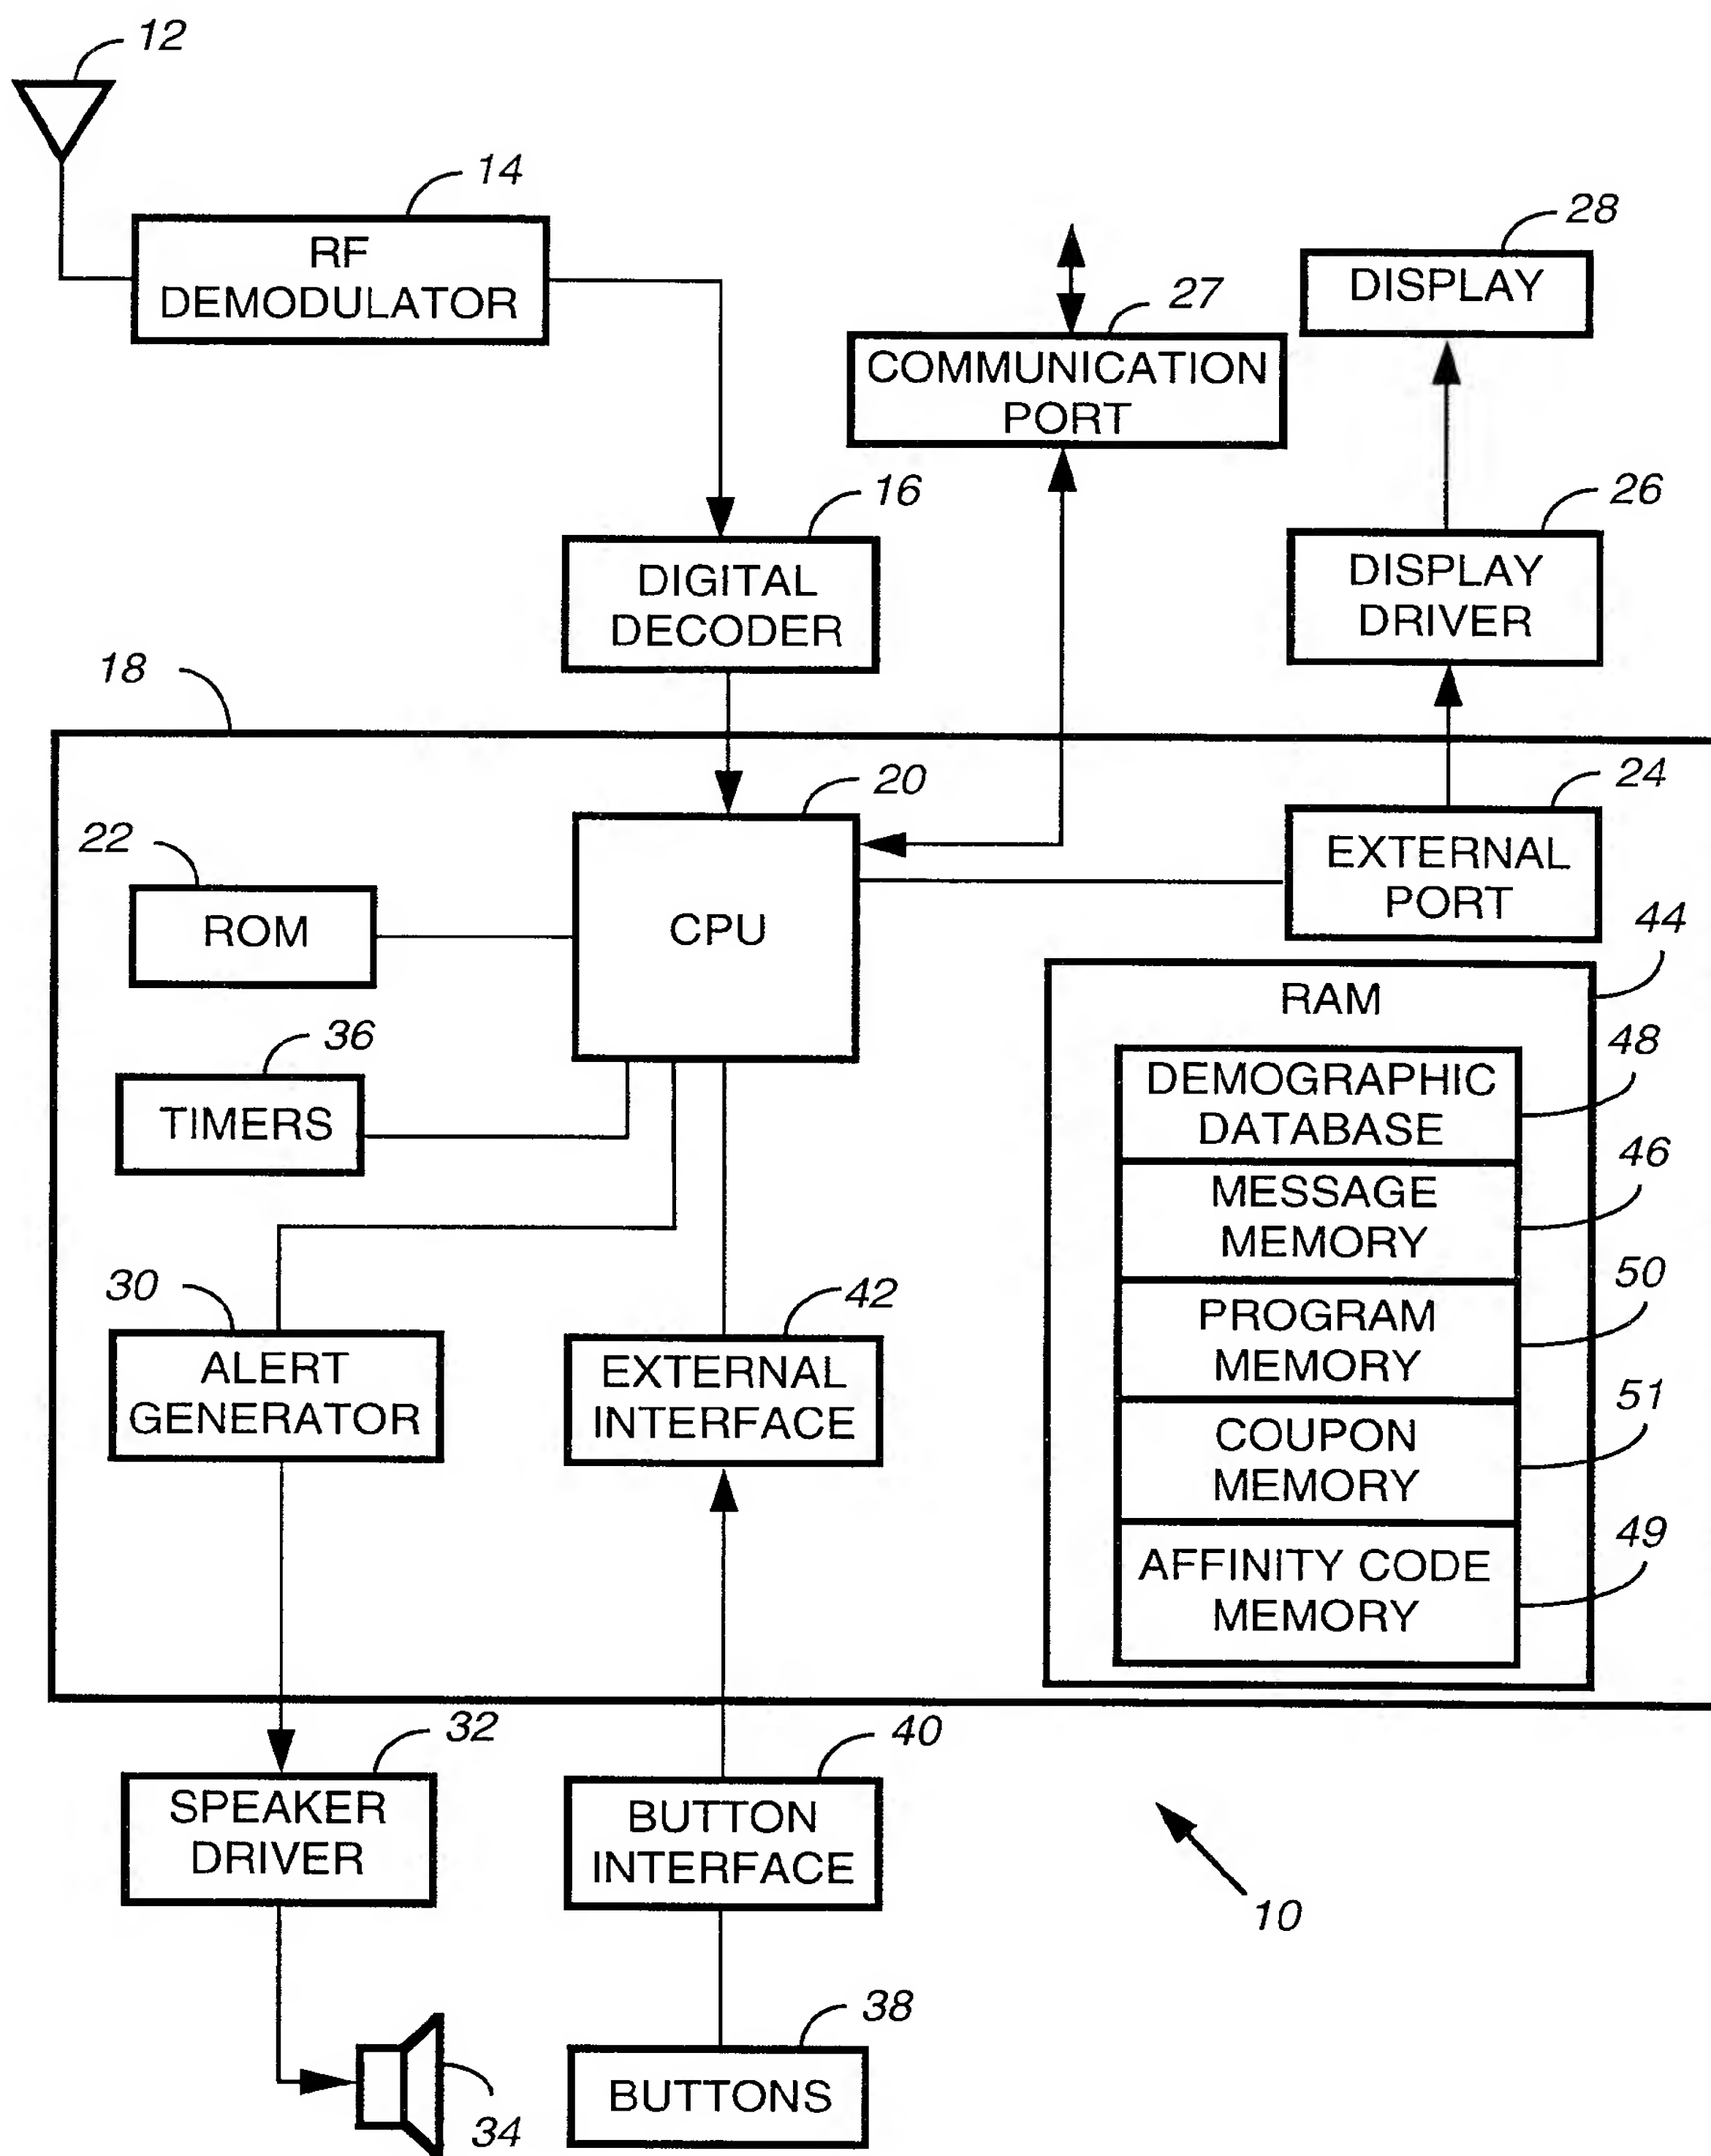 12
14
RF
DEMODULATOR
28
DISPLAY
27
COMMUNICATION
PORT
16
DIGITAL
DECODER
26
DISPLAY
DRIVER
18
20
CPU
24
EXTERNAL
PORT
22
ROM
44
RAM
36
TIMERS
48
DEMOGRAPHIC
DATABASE
46
MESSAGE
MEMORY
50
PROGRAM
MEMORY
51
COUPON
MEMORY
49
AFFINITY CODE
MEMORY
30
ALERT
GENERATOR
42
EXTERNAL
INTERFACE
32
SPEAKER
DRIVER
40
BUTTON
INTERFACE
10
34
38
BUTTONS